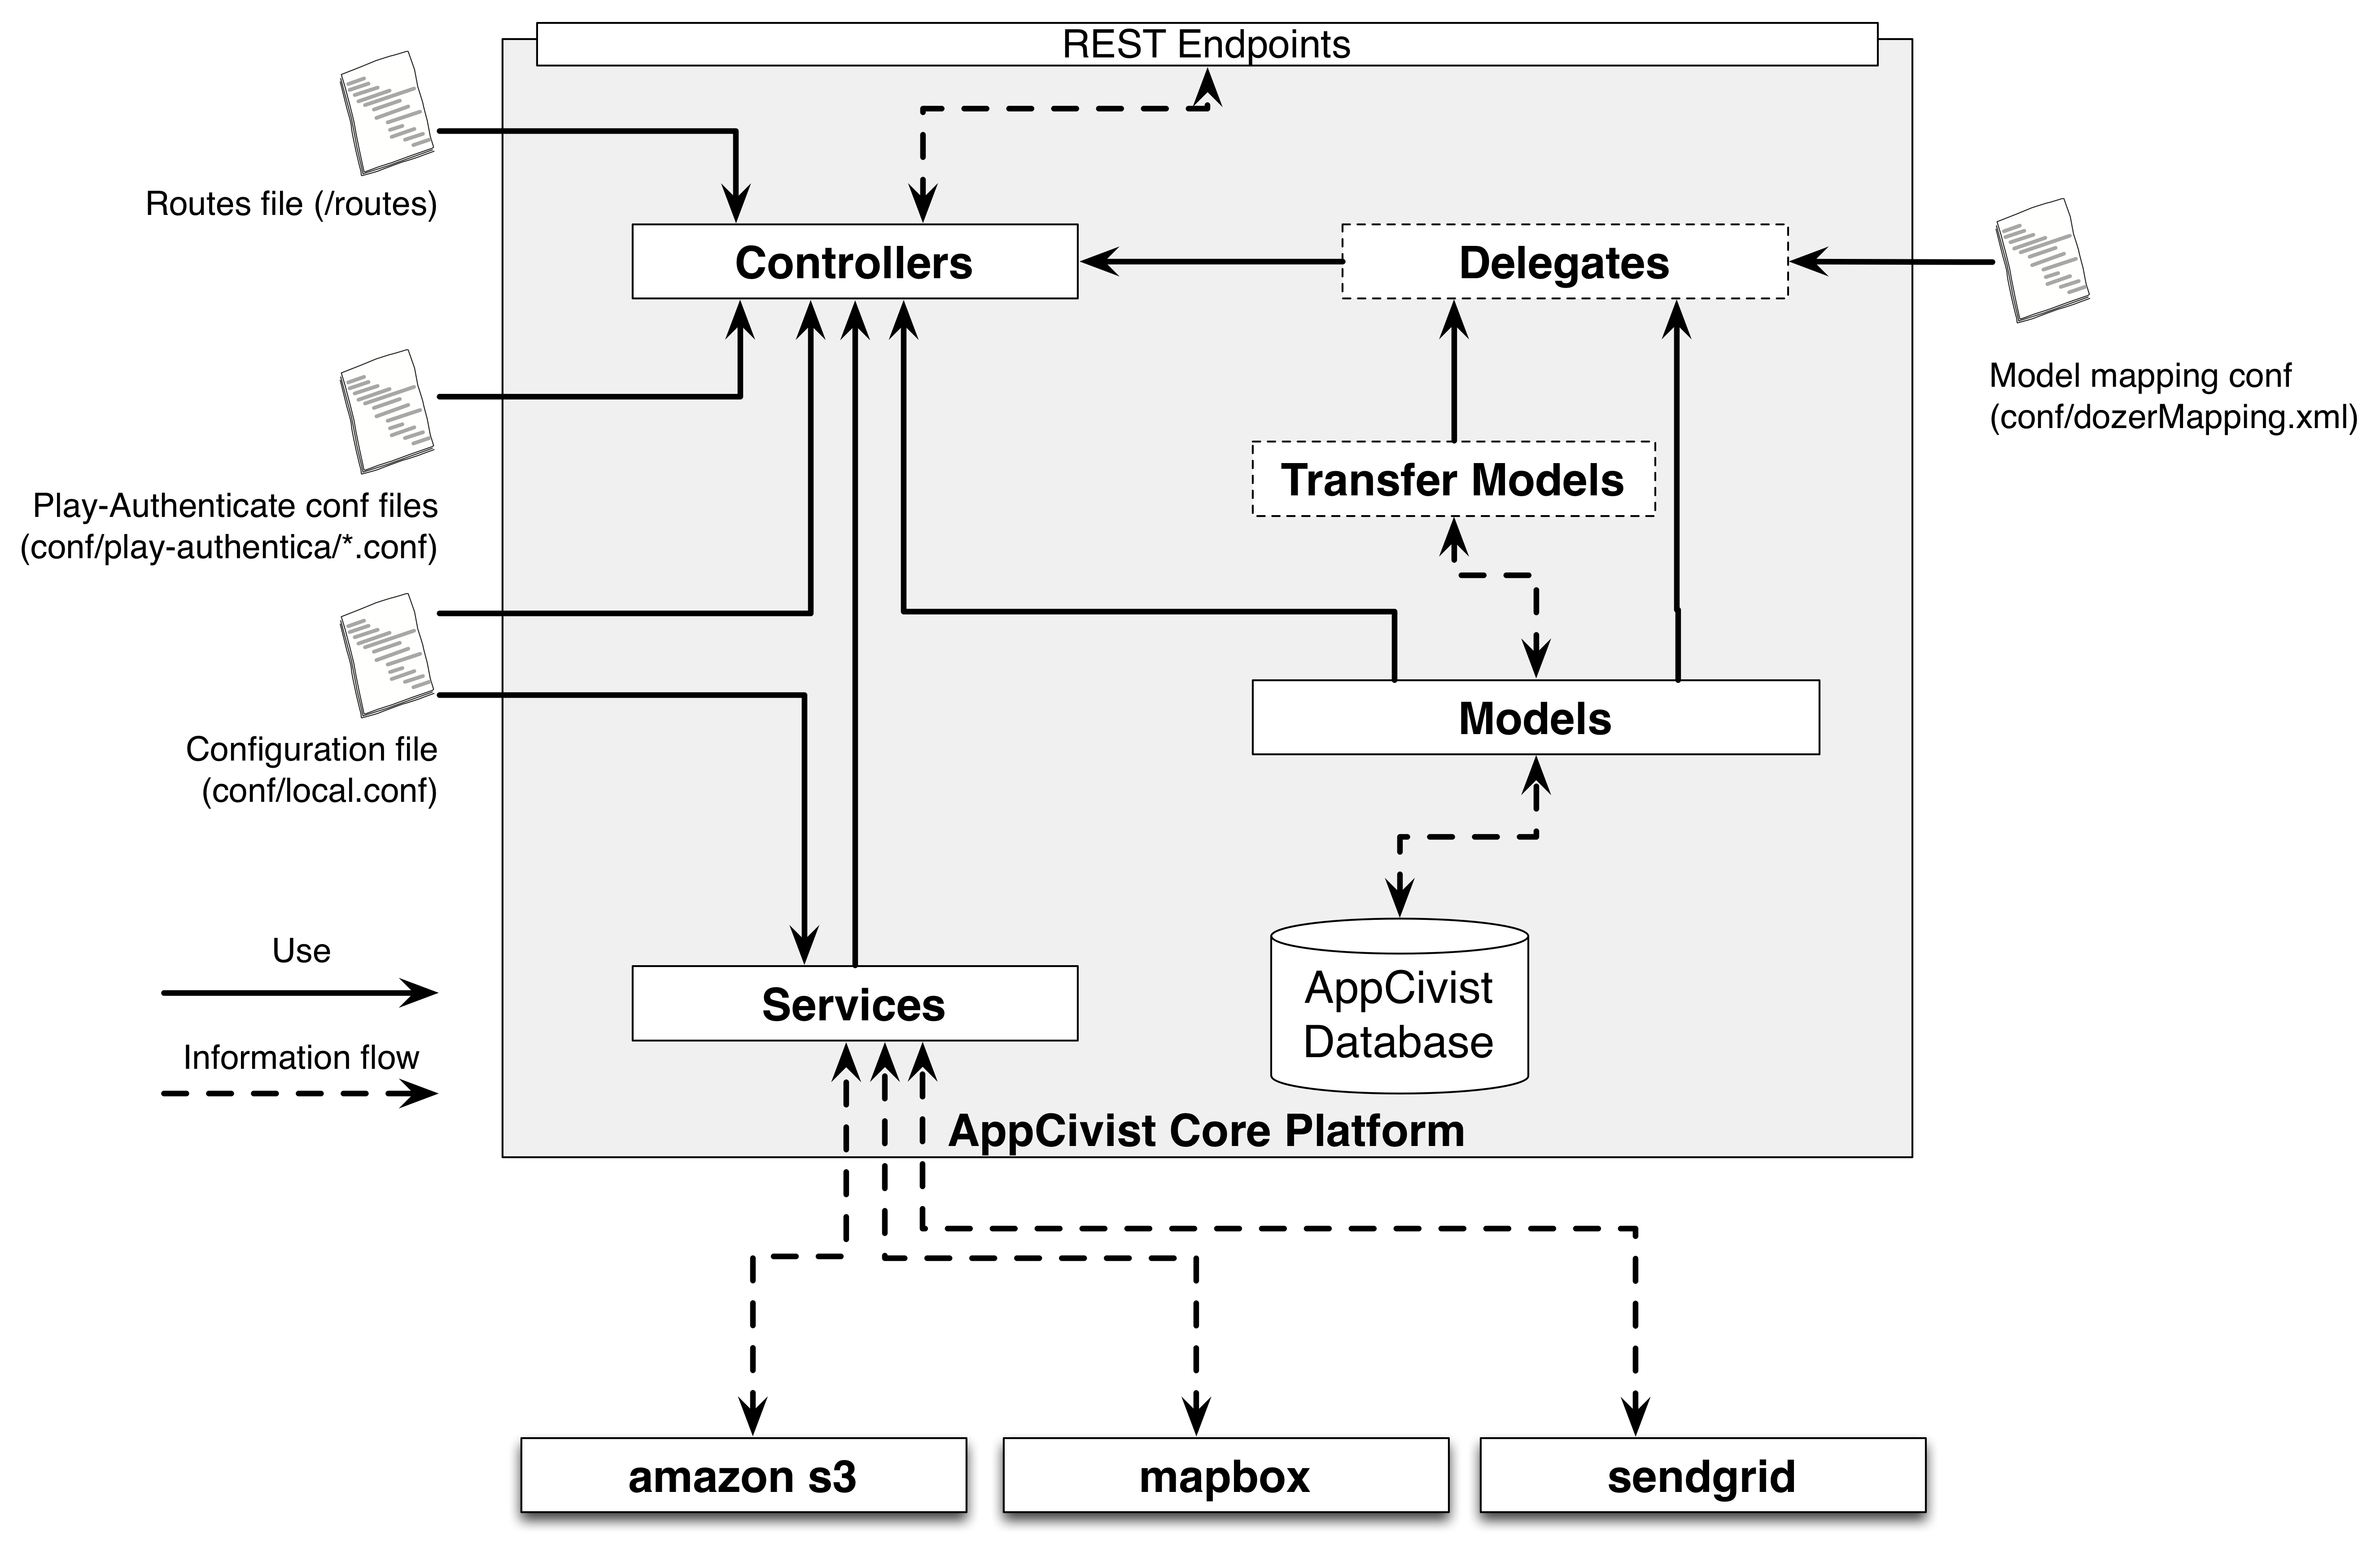 REST Endpoints
Routes file (/routes)
Controllers
Delegates
Model mapping conf
(conf/dozerMapping.xml)
Transfer Models
Play-Authenticate conf files
(conf/play-authentica/*.conf)
Models
Configuration file
(conf/local.conf)
Use
Services
AppCivist
Database
Information flow
AppCivist Core Platform
amazon s3
mapbox
sendgrid